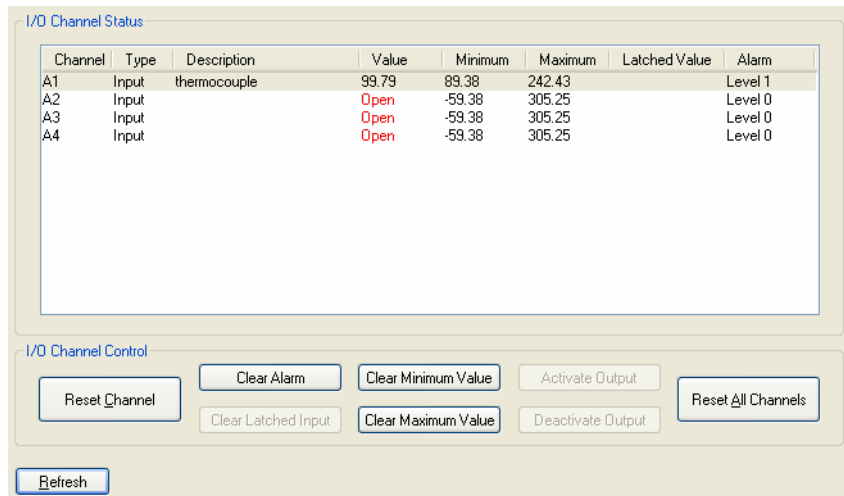 I/O Channel Status
Channel Type Description Value Minimum Maximum Latched Value Alarm
A1 Input thermocouple 99.79 89.38 242.43 Level 1
A2 Input Open -59.38 305.25 Level 0
A3 Input Open -59.38 305.25 Level 0
A4 Input Open -59.38 305.25 Level 0
I/O Channel Control
Reset Channel
Clear Alarm
Clear Minimum Value
Activate Output
Reset All Channels
Clear Latched Input
Clear Maximum Value
Deactivate Output
Refresh